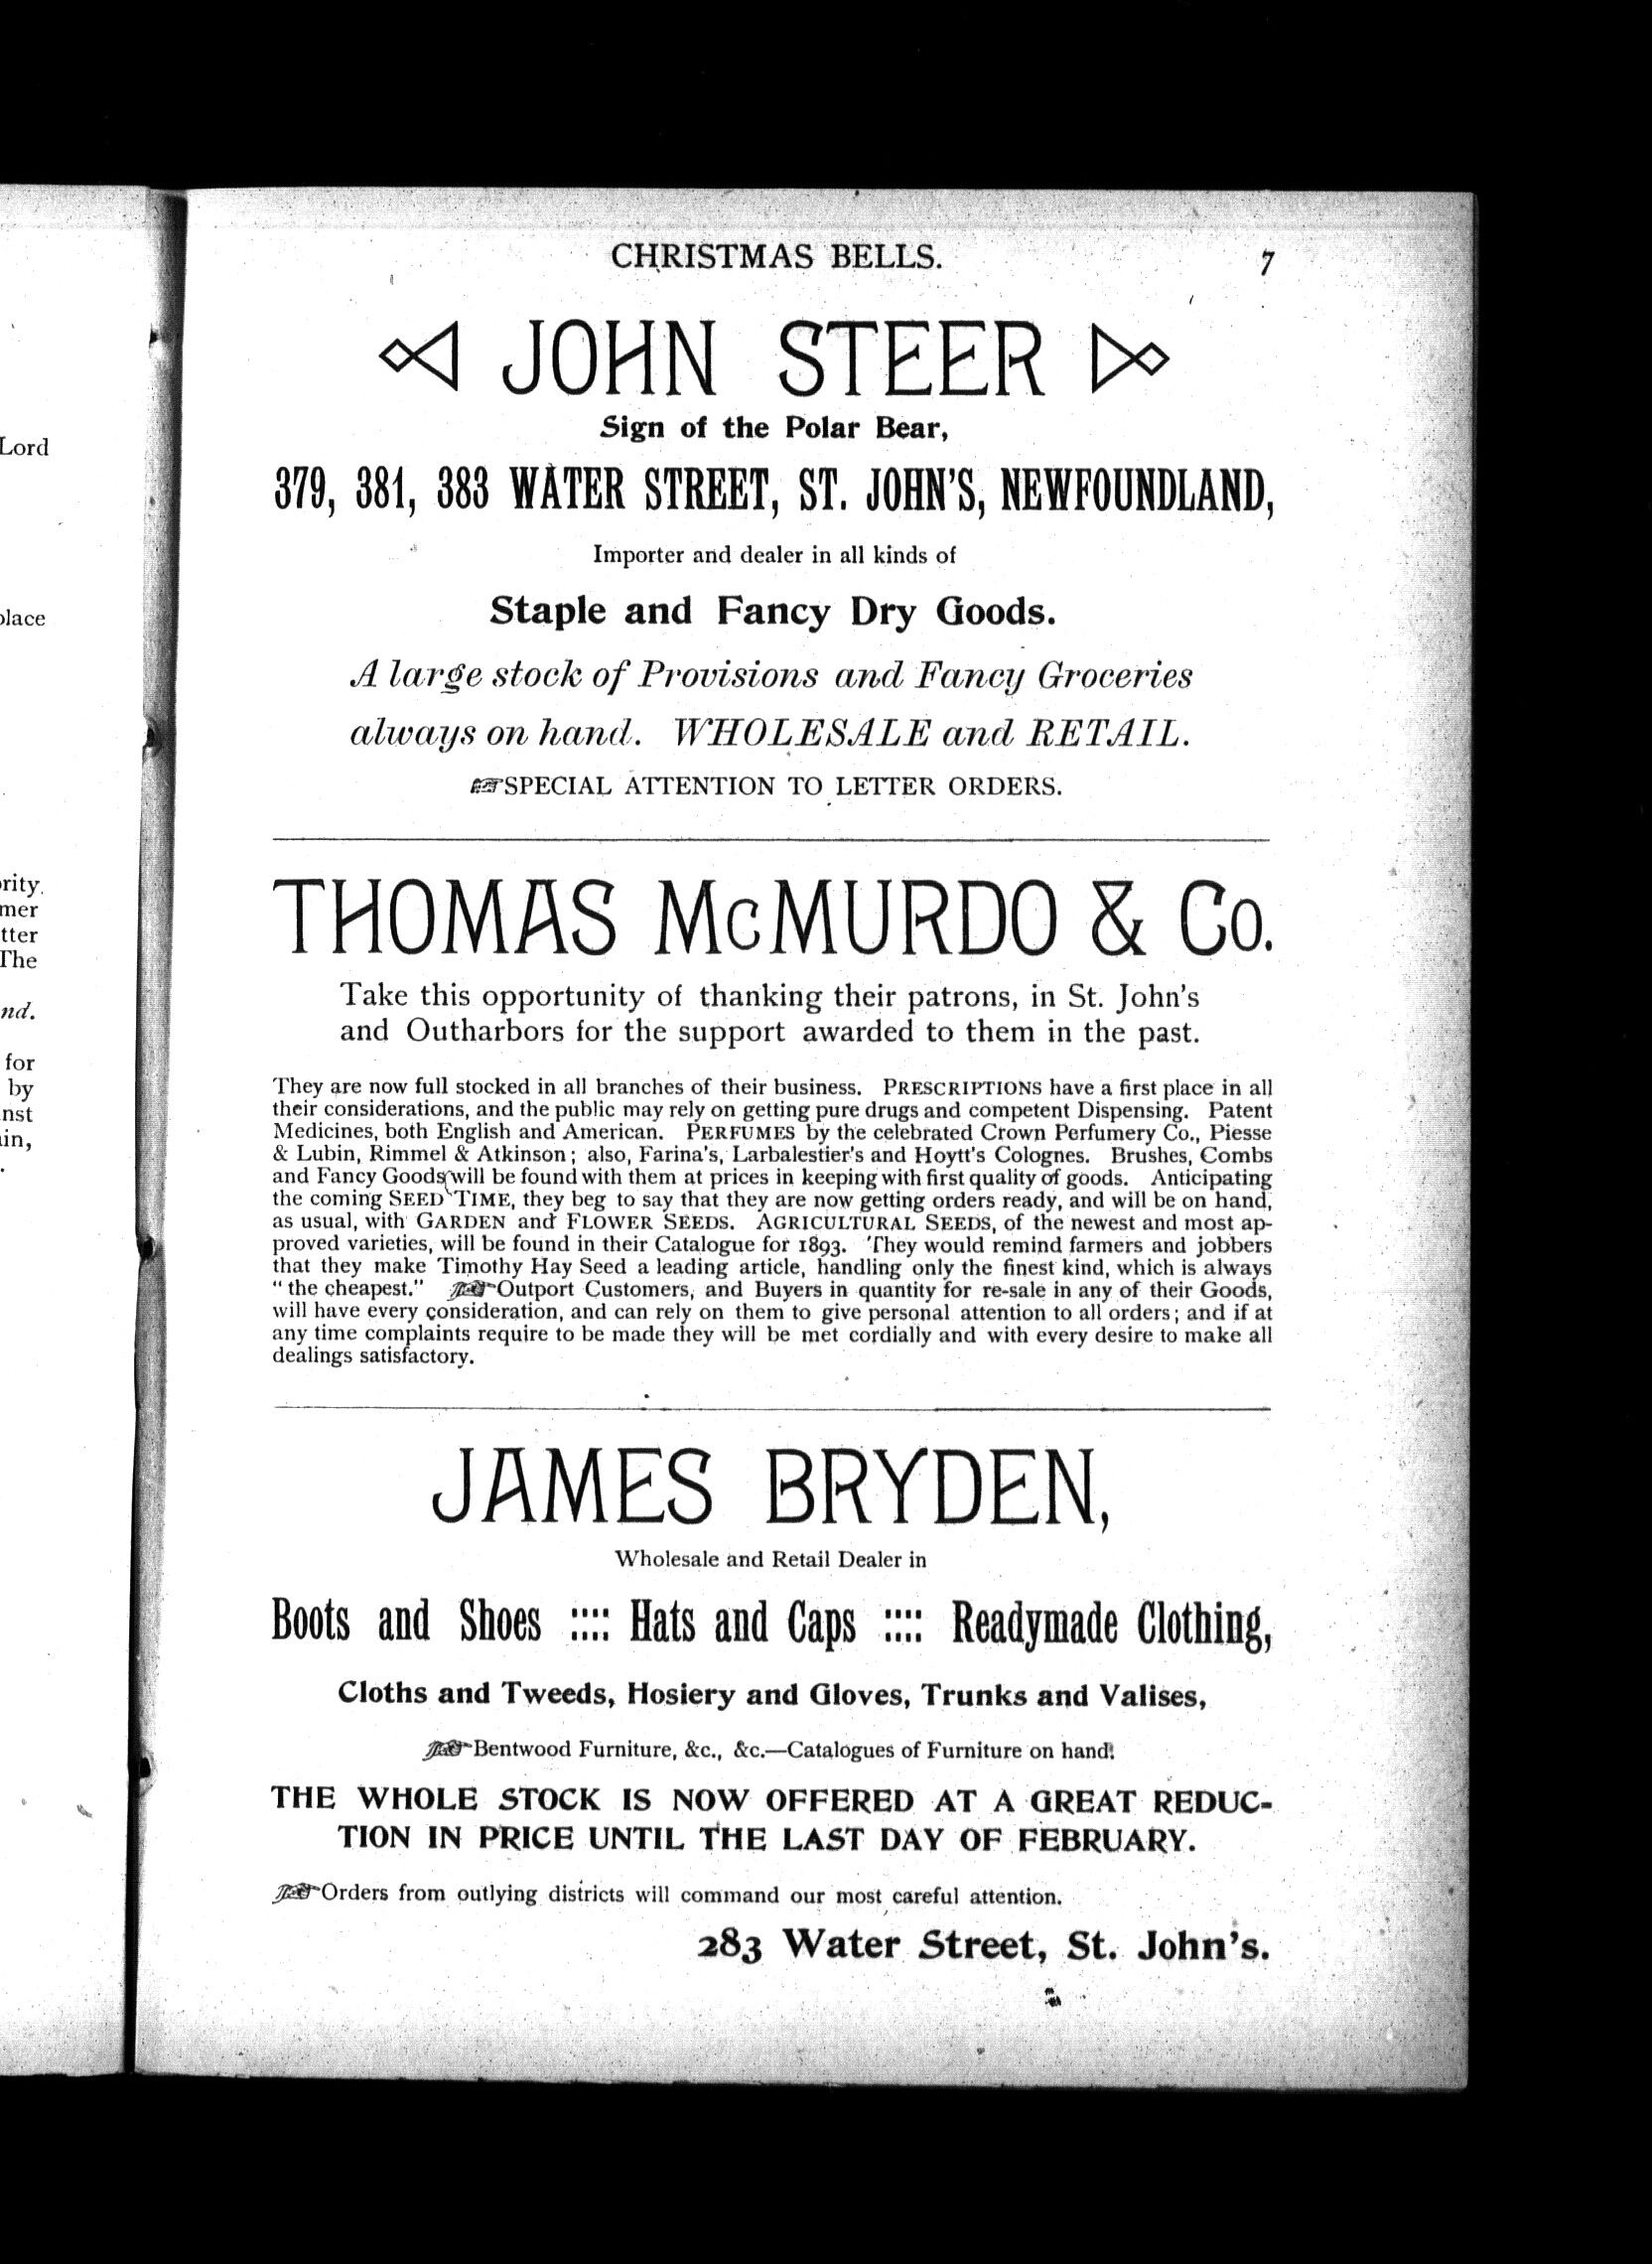 CHRISTMAS BELLS. 7
JOHN STEER
Sign of the Polar Bear,
379, 381, 383 WATER STREET, ST. JOHN'S, NEWFOUNDLAND,
Importer and dealer in all kinds of
Staple and Fancy Dry Goods.
A large stock of Provisions and Fancy Groceries
always on hand. WHOLESALE and RETAIL.
☞SPECIAL ATTENTION TO LETTER ORDERS.
THOMAS McMURDO & Co.
Take this opportunity of thanking their patrons, in St. John's
and Outharbors for the support awarded to them in the past.
They are now full stocked in all branches of their business. PRESCRIPTIONS have a first place in all
their considerations, and the public may rely on getting pure drugs and competent Dispensing. Patent
Medicines, both English and American. PERFUMES by the celebrated Crown Perfumery Co., Piesse
& Lubin, Rimmel & Atkinson; also, Farina's, Larbalestier's and Hoytt's Colognes. Brushes, Combs
and Fancy Goods will be found with them at prices in keeping with first quality of goods. Anticipating
the coming SEED TIME, they beg to say that they are now getting orders ready, and will be on hand,
as usual, with GARDEN and FLOWER SEEDS. AGRICULTURAL SEEDS, of the newest and most ap-
proved varieties, will be found in their Catalogue for 1893. They would remind farmers and jobbers
that they make Timothy Hay Seed a leading article, handling only the finest kind, which is always
"the cheapest." ☞Outport Customers, and Buyers in quantity for re-sale in any of their Goods,
will have every consideration, and can rely on them to give personal attention to all orders; and if at
any time complaints require to be made they will be met cordially and with every desire to make all
dealings satisfactory.
JAMES BRYDEN,
Wholesale and Retail Dealer in
Boots and Shoes :::: Hats and Caps :::: Readymade Clothing,
Cloths and Tweeds, Hosiery and Gloves, Trunks and Valises,
☞Bentwood Furniture, &c., &c.—Catalogues of Furniture on hand.
THE WHOLE STOCK IS NOW OFFERED AT A GREAT REDUC-
TION IN PRICE UNTIL THE LAST DAY OF FEBRUARY.
☞Orders from outlying districts will command our most careful attention.
283 Water Street, St. John's.